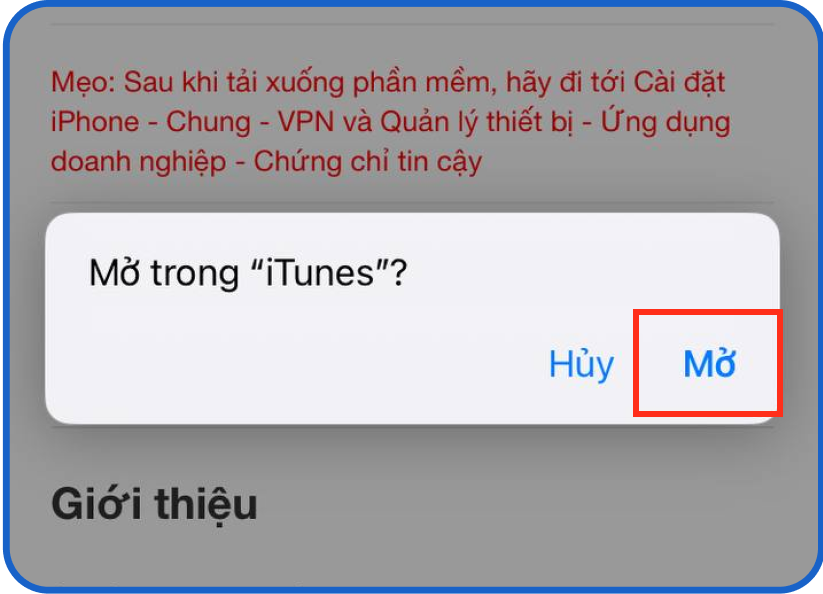 Mẹo: Sau khi tải xuống phần mềm, hãy đi tới Cài đặt
iPhone - Chung - VPN và Quản lý thiết bị - Ứng dụng
doanh nghiệp - Chứng chỉ tin cậy
Mở trong “iTunes”?
Hủy Mở
Giới thiệu